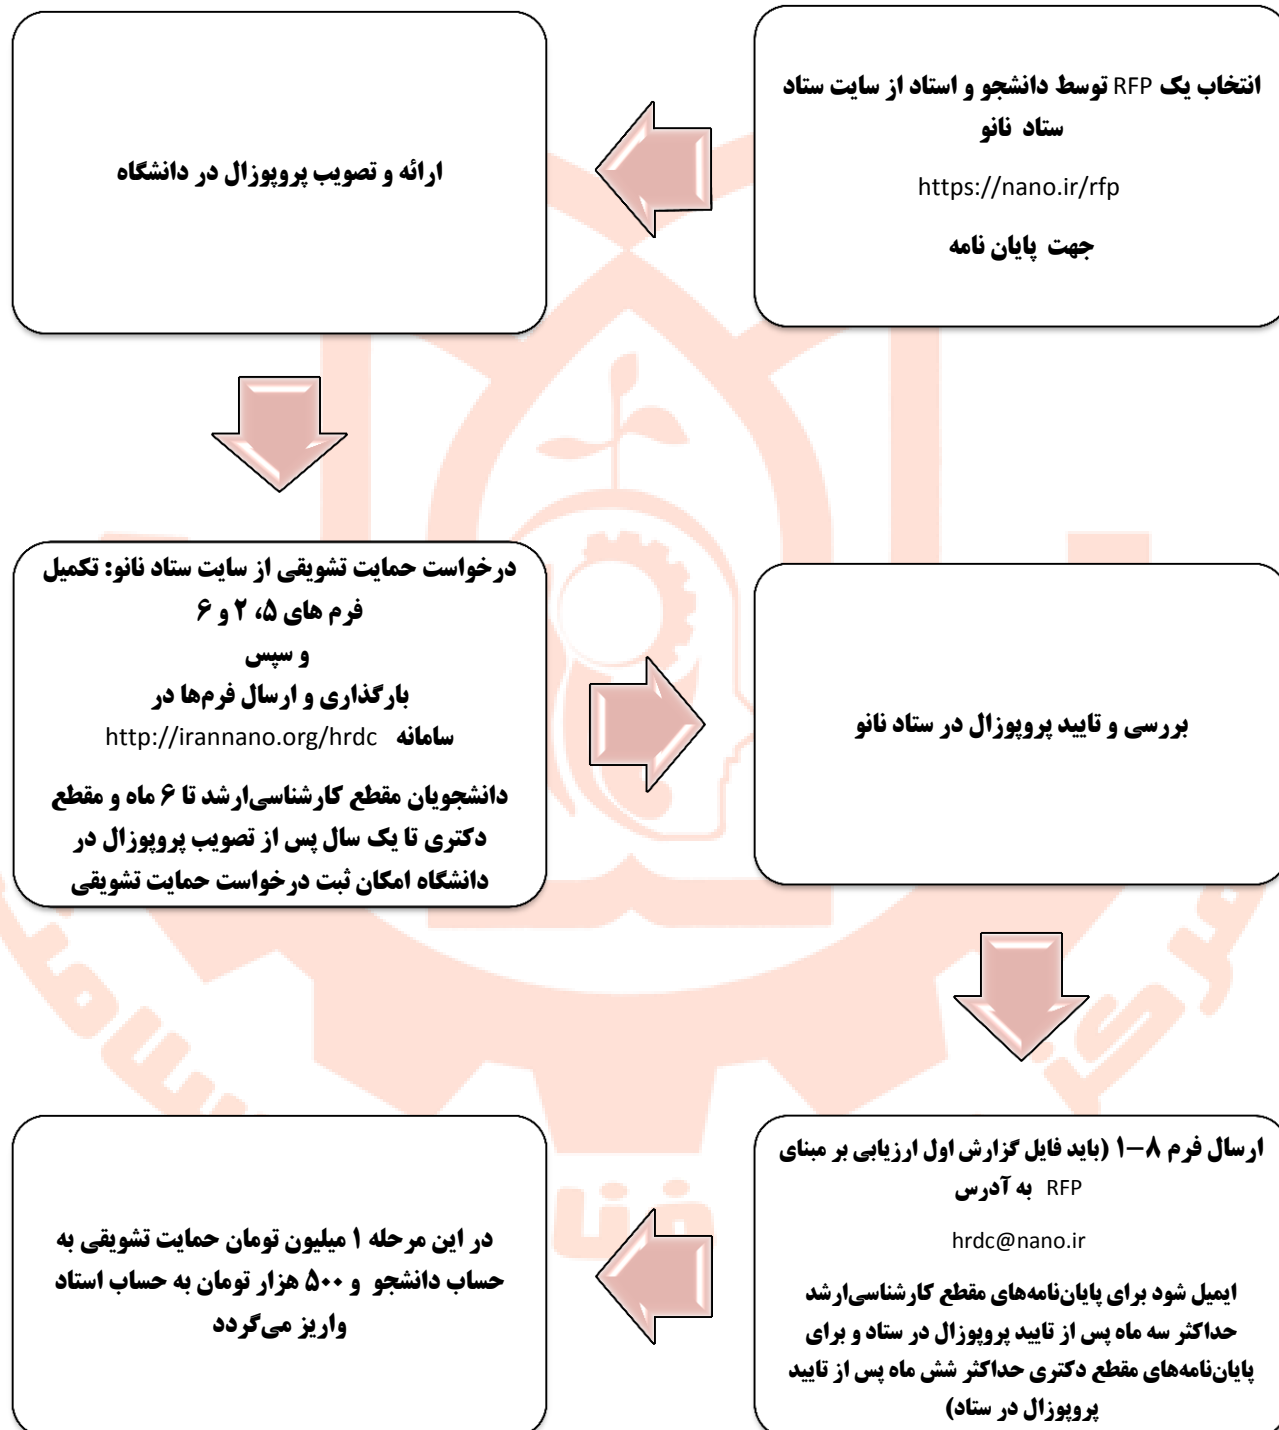 انتخاب یک RFP توسط دانشجو و استاد از سایت ستاد
ستاد نانو
https://nano.ir/rfp
جهت پایان نامه
ارائه و تصویب پروپوزال در دانشگاه
درخواست حمایت تشویقی از سایت ستاد نانو: تکمیل
فرم های ۵، ۲ و ۶
و سپس
بارگذاری و ارسال فرم‌ها در
سامانه http://irannano.org/hrdc
دانشجویان مقطع کارشناسی‌ارشد تا ۶ ماه و مقطع
دکتری تا یک سال پس از تصویب پروپوزال در
دانشگاه امکان ثبت درخواست حمایت تشویقی
بررسی و تایید پروپوزال در ستاد نانو
ارسال فرم ۸–۱ (باید فایل گزارش اول ارزیابی بر مبنای
RFP به آدرس
hrdc@nano.ir
ایمیل شود برای پایان‌نامه‌های مقطع کارشناسی‌ارشد
حداکثر سه ماه پس از تایید پروپوزال در ستاد و برای
پایان‌نامه‌های مقطع دکتری حداکثر شش ماه پس از تایید
پروپوزال در ستاد)
در این مرحله ۱ میلیون تومان حمایت تشویقی به
حساب دانشجو و ۵۰۰ هزار تومان به حساب استاد
واریز می‌گردد